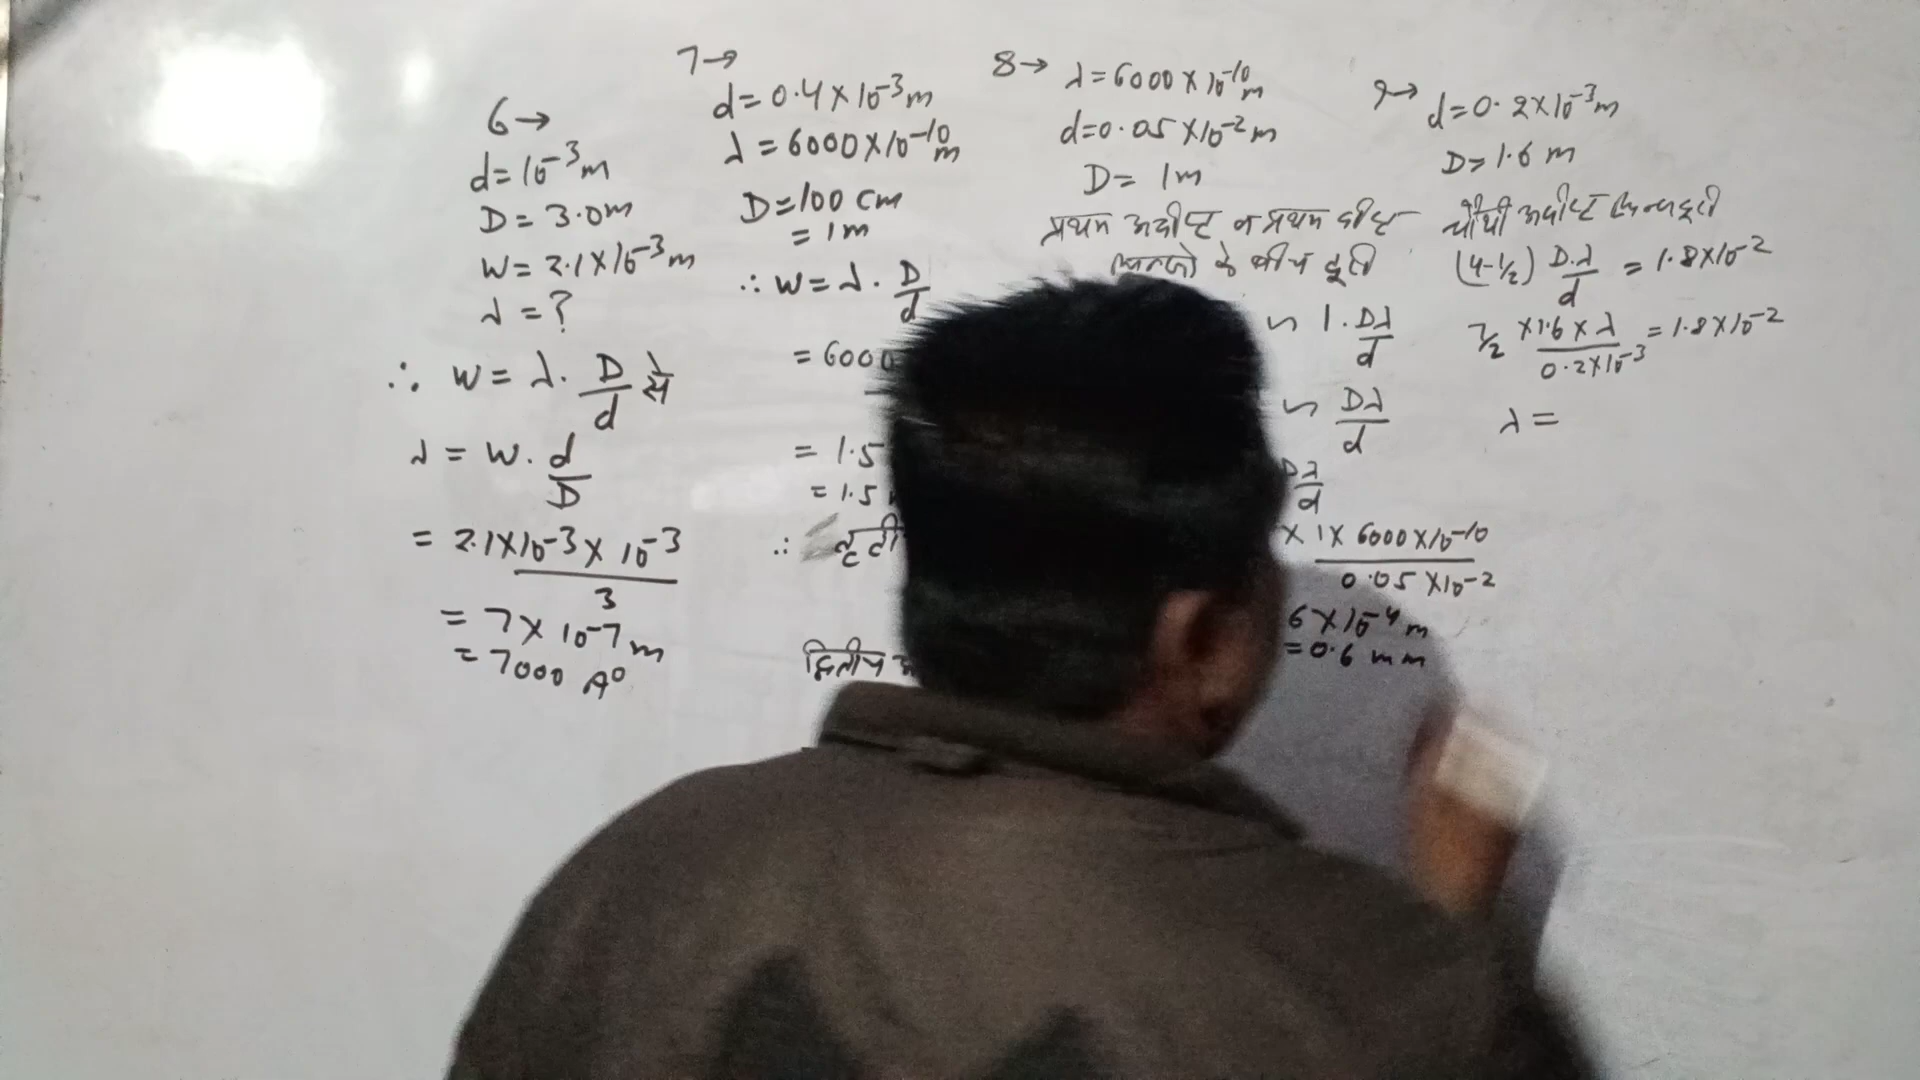 6→
d=10⁻³m
D=3.0m
W=2.1×10⁻³m
λ=?
∴ W=λ.D/d से
λ=W.d/D
=2.1×10⁻³×10⁻³/3
=7×10⁻⁷m
=7000 A°
7→
d=0.4×10⁻³m
λ=6000×10⁻¹⁰m
D=100 cm
=1m
∴ W=λ.D/d
=6000
=1.5
=1.5
∴
द्वितीय
8→ λ=6000×10⁻¹⁰m
d=0.05×10⁻²m
D=1m
प्रथम अदीप्त व प्रथम दीप्त
फ्रिन्जो के बीच दूरी
1.Dλ/d
Dλ/d
Dλ/d
×1×6000×10⁻¹⁰/0.05×10⁻²
6×10⁻⁴m
=0.6 mm
9→ d=0.2×10⁻³m
D=1.6 m
चौथी अदीप्त
(4-1/2) D.λ/d =1.8×10⁻²
7/2 ×1.6×λ/0.2×10⁻³ =1.8×10⁻²
λ=